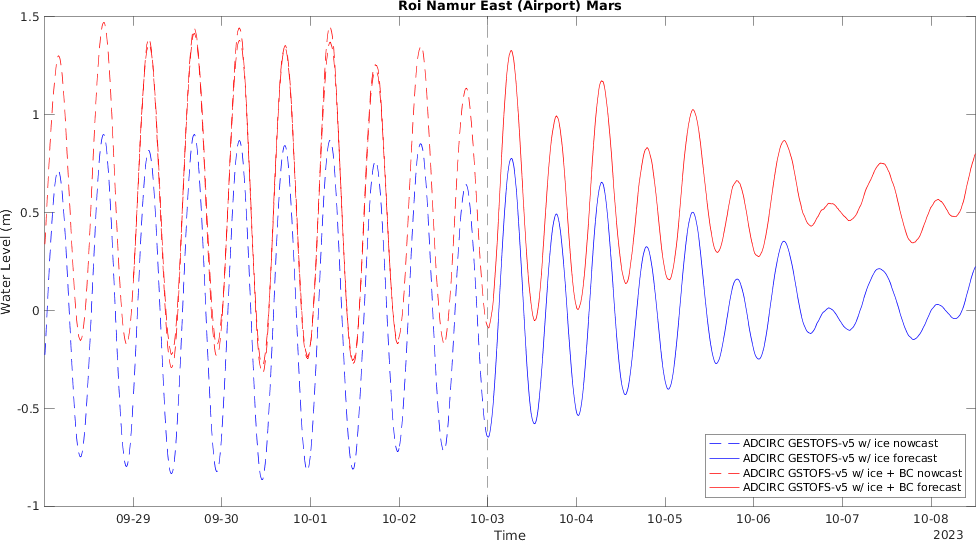 Roi Namur East (Airport) Mars
1.5
1
0.5
0
-0.5
-1
Water Level (m)
09-29
09-30
10-01
10-02
10-03
10-04
10-05
10-06
10-07
10-08
Time
2023
ADCIRC GESTOFS-v5 w/ ice nowcast
ADCIRC GESTOFS-v5 w/ ice forecast
ADCIRC GSTOFS-v5 w/ ice + BC nowcast
ADCIRC GSTOFS-v5 w/ ice + BC forecast